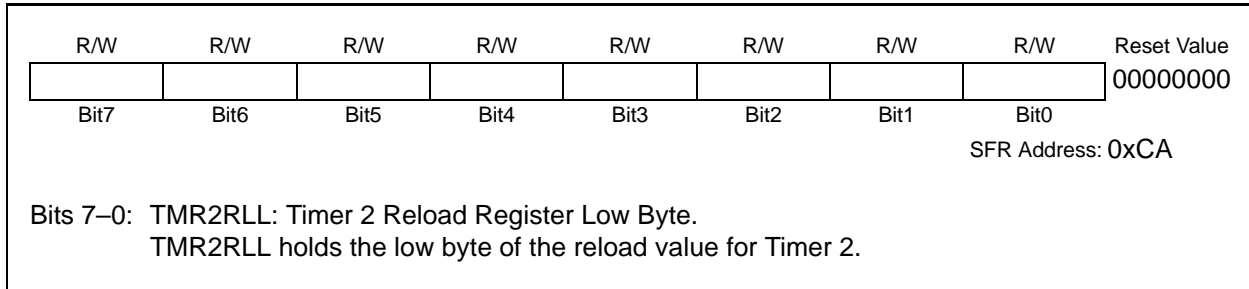 R/W R/W R/W R/W R/W R/W R/W R/W Reset Value
00000000
Bit7 Bit6 Bit5 Bit4 Bit3 Bit2 Bit1 Bit0
SFR Address: 0xCA
Bits 7–0: TMR2RLL: Timer 2 Reload Register Low Byte.
TMR2RLL holds the low byte of the reload value for Timer 2.